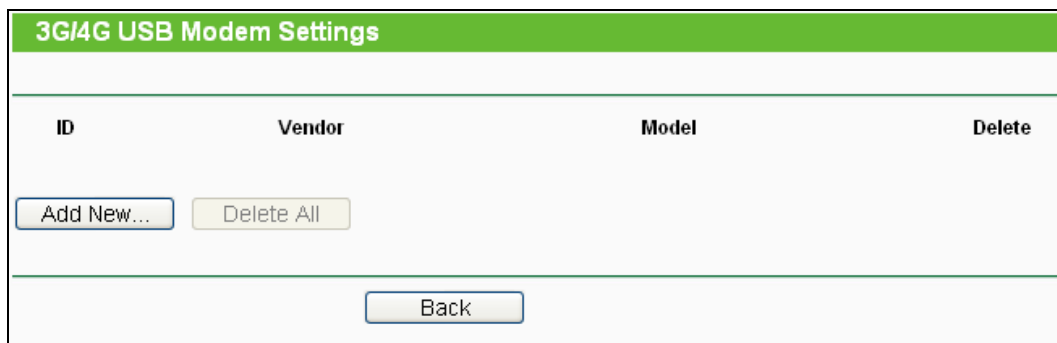 3G/4G USB Modem Settings
ID Vendor Model Delete
Add New... Delete All
Back